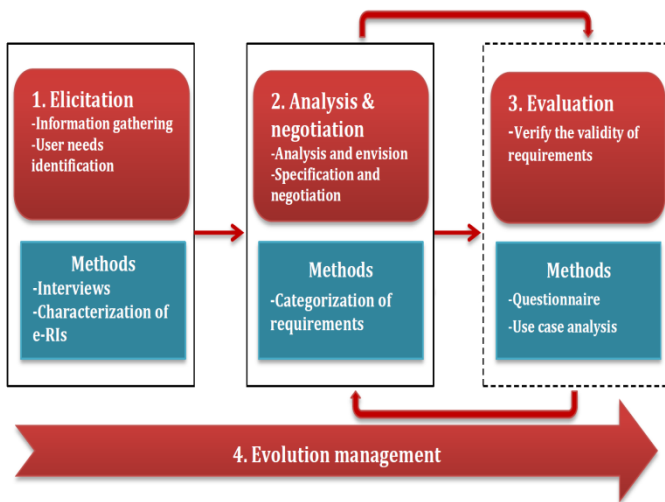 1. Elicitation
-Information gathering
-User needs
identification
Methods
-Interviews
-Characterization of
e-RIs
2. Analysis &
negotiation
-Analysis and envision
-Specification and
negotiation
Methods
-Categorization of
requirements
3. Evaluation
-Verify the validity of
requirements
Methods
-Questionnaire
-Use case analysis
4. Evolution management